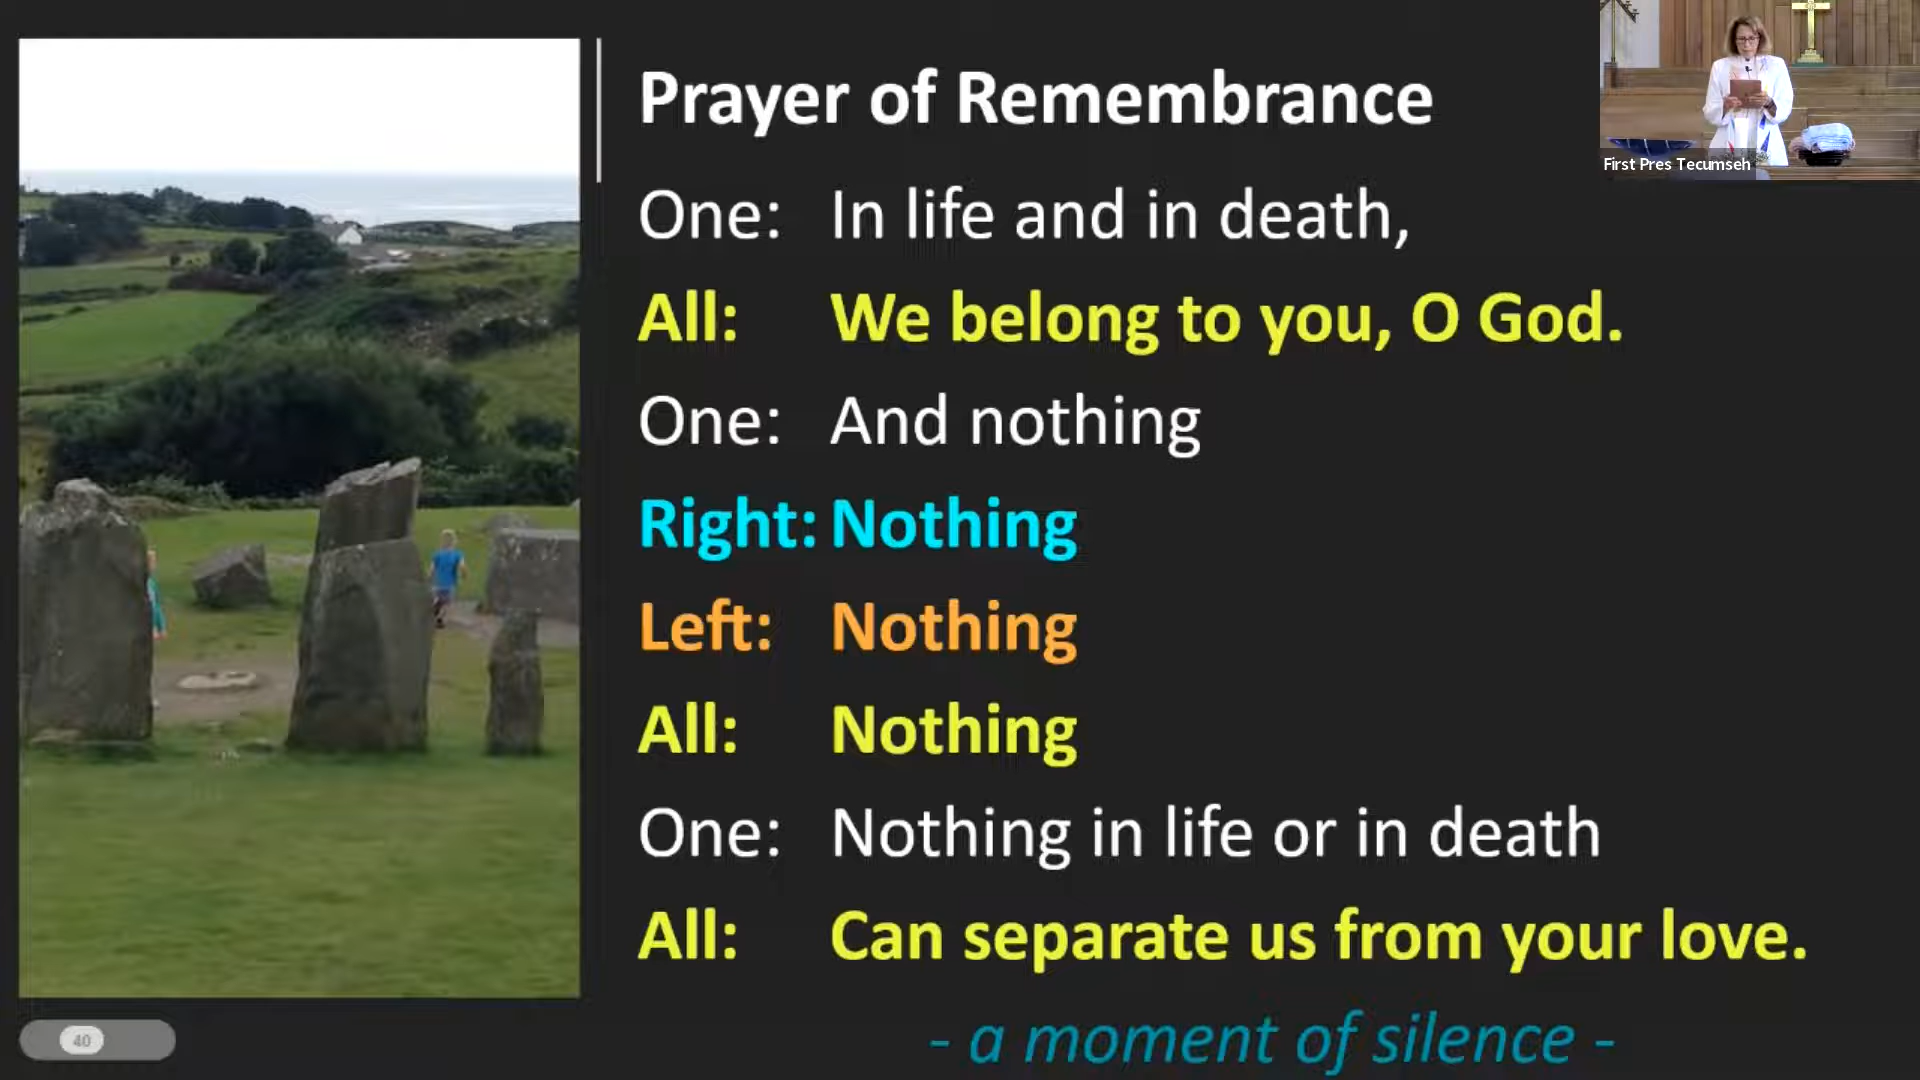 Prayer of Remembrance
One: In life and in death,
All: We belong to you, O God.
One: And nothing
Right: Nothing
Left: Nothing
All: Nothing
One: Nothing in life or in death
All: Can separate us from your love.
- a moment of silence -
First Pres Tecumseh
40